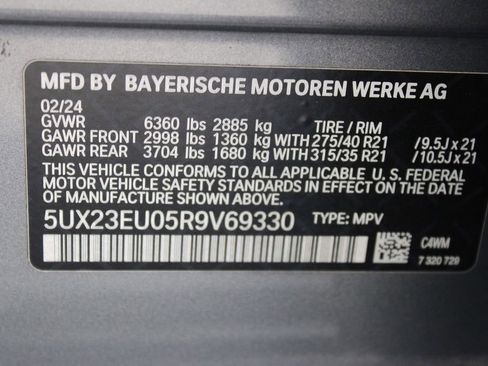 MFD BY BAYERISCHE MOTOREN WERKE AG
02/24
GVWR 6360 lbs 2885 kg TIRE / RIM
GAWR FRONT 2998 lbs 1360 kg WITH 275/40 R21 / 9.5J x 21
GAWR REAR 3704 lbs 1680 kg WITH 315/35 R21 / 10.5J x 21
THIS VEHICLE CONFORMS TO ALL APPLICABLE U. S. FEDERAL
MOTOR VEHICLE SAFETY STANDARDS IN EFFECT ON THE DATE OF
MANUFACTURE SHOWN ABOVE.
5UX23EU05R9V69330 TYPE: MPV
C4WM
7 320 729